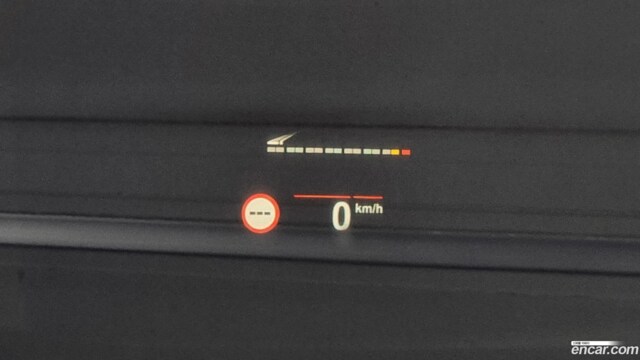 ---
0 km/h
encar.com